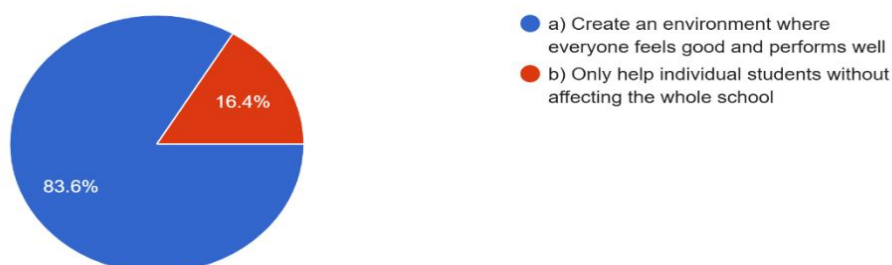 a) Create an environment where
everyone feels good and performs well
b) Only help individual students without
affecting the whole school
16.4%
83.6%